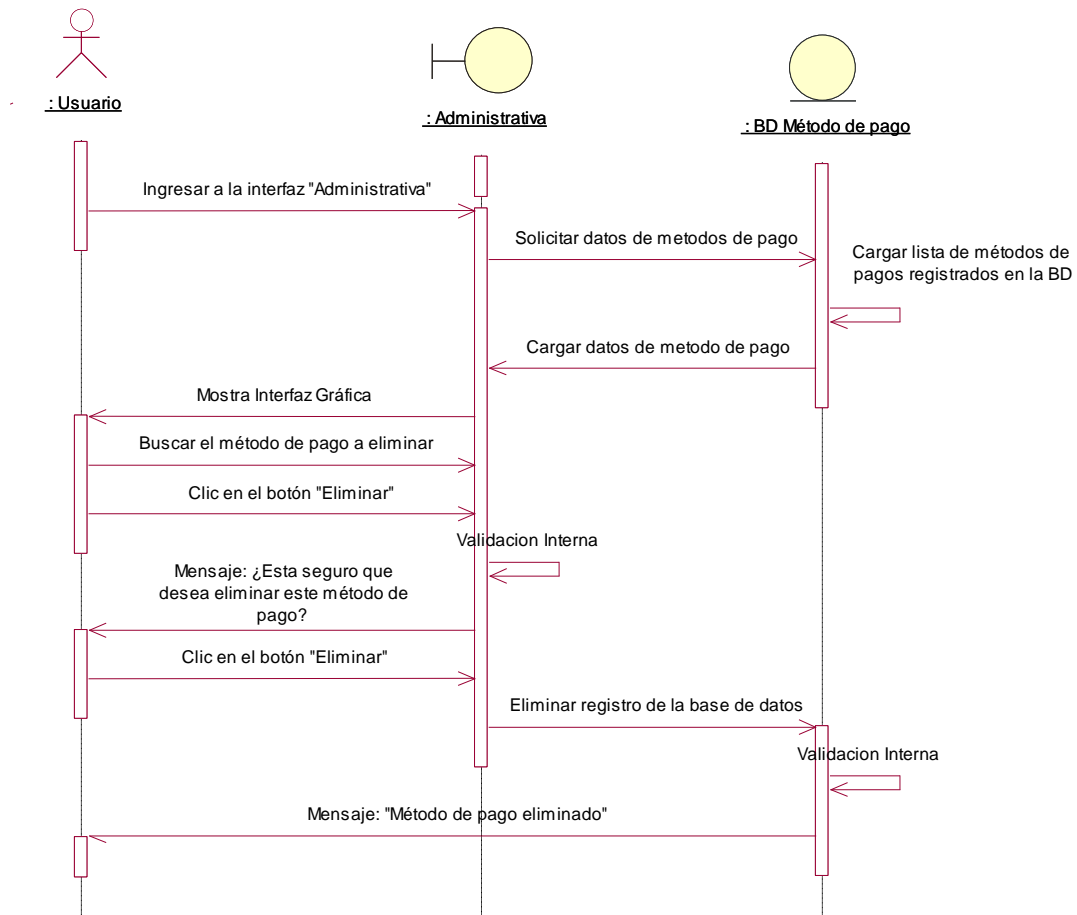 : Usuario
: Administrativa
: BD Método de pago
Ingresar a la interfaz "Administrativa"
Solicitar datos de metodos de pago
Cargar lista de métodos de
pagos registrados en la BD
Cargar datos de metodo de pago
Mostra Interfaz Gráfica
Buscar el método de pago a eliminar
Clic en el botón "Eliminar"
Validacion Interna
Mensaje: ¿Esta seguro que
desea eliminar este método de
pago?
Clic en el botón "Eliminar"
Eliminar registro de la base de datos
Validacion Interna
Mensaje: "Método de pago eliminado"